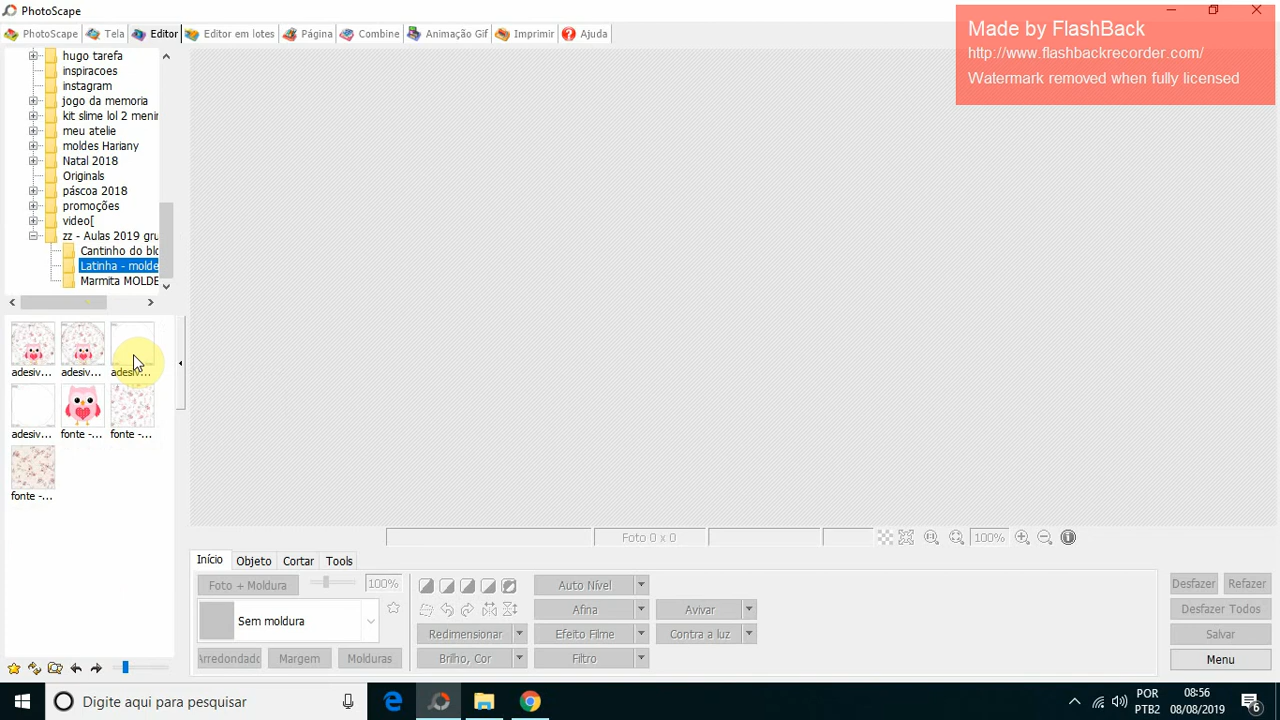 PhotoScape
Made by FlashBack
http://www.flashbackrecorder.com/
Watermark removed when fully licensed
PhotoScape Tela Editor Editor em lotes Página Combine Animação Gif Imprimir Ajuda
hugo tarefa
inspiracoes
instagram
jogo da memoria
kit slime lol 2 menin
meu atelie
moldes Hariany
Natal 2018
Originals
páscoa 2018
promoções
video[
zz - Aulas 2019 gru
Cantinho do blo
Latinha - molde
Marmita MOLDE
adesiv... adesiv... adesiv...
adesiv... fonte -... fonte -...
fonte -...
Foto 0 x 0 100%
Início Objeto Cortar Tools
Foto + Moldura 100% Auto Nível Desfazer Refazer
Sem moldura Afina Avivar Desfazer Todos
Redimensionar Efeito Filme Contra a luz Salvar
Arredondado Margem Molduras Brilho, Cor Filtro Menu
Digite aqui para pesquisar
POR 08:56
PTB2 08/08/2019 6